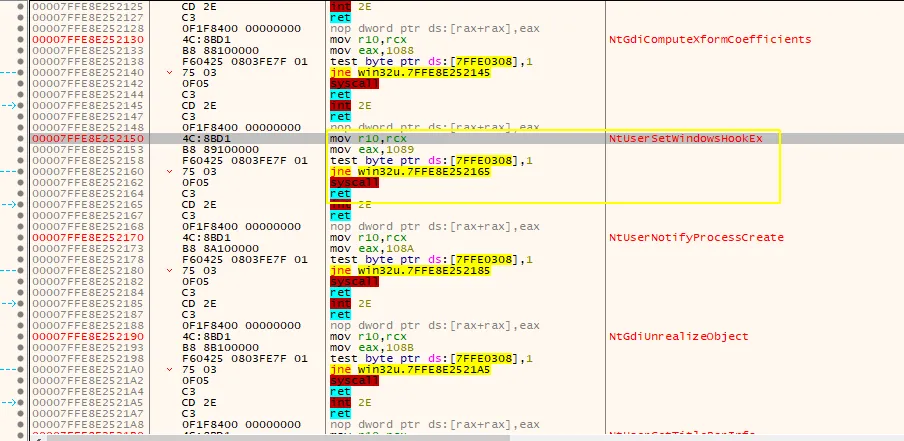 00007FFE8E252125 CD 2E int 2E
00007FFE8E252127 C3 ret
00007FFE8E252128 0F1F8400 00000000 nop dword ptr ds:[rax+rax],eax
00007FFE8E252130 4C:8BD1 mov r10,rcx NtGdiComputeXformCoefficients
00007FFE8E252133 B8 88100000 mov eax,1088
00007FFE8E252138 F60425 0803FE7F 01 test byte ptr ds:[7FFE0308],1
00007FFE8E252140 75 03 jne win32u.7FFE8E252145
00007FFE8E252142 0F05 syscall
00007FFE8E252144 C3 ret
00007FFE8E252145 CD 2E int 2E
00007FFE8E252147 C3 ret
00007FFE8E252148 0F1F8400 00000000 nop dword ptr ds:[rax+rax],eax
00007FFE8E252150 4C:8BD1 mov r10,rcx NtUserSetWindowsHookEx
00007FFE8E252153 B8 89100000 mov eax,1089
00007FFE8E252158 F60425 0803FE7F 01 test byte ptr ds:[7FFE0308],1
00007FFE8E252160 75 03 jne win32u.7FFE8E252165
00007FFE8E252162 0F05 syscall
00007FFE8E252164 C3 ret
00007FFE8E252165 CD 2E int 2E
00007FFE8E252167 C3 ret
00007FFE8E252168 0F1F8400 00000000 nop dword ptr ds:[rax+rax],eax
00007FFE8E252170 4C:8BD1 mov r10,rcx NtUserNotifyProcessCreate
00007FFE8E252173 B8 8A100000 mov eax,108A
00007FFE8E252178 F60425 0803FE7F 01 test byte ptr ds:[7FFE0308],1
00007FFE8E252180 75 03 jne win32u.7FFE8E252185
00007FFE8E252182 0F05 syscall
00007FFE8E252184 C3 ret
00007FFE8E252185 CD 2E int 2E
00007FFE8E252187 C3 ret
00007FFE8E252188 0F1F8400 00000000 nop dword ptr ds:[rax+rax],eax
00007FFE8E252190 4C:8BD1 mov r10,rcx NtGdiUnrealizeObject
00007FFE8E252193 B8 8B100000 mov eax,108B
00007FFE8E252198 F60425 0803FE7F 01 test byte ptr ds:[7FFE0308],1
00007FFE8E2521A0 75 03 jne win32u.7FFE8E2521A5
00007FFE8E2521A2 0F05 syscall
00007FFE8E2521A4 C3 ret
00007FFE8E2521A5 CD 2E int 2E
00007FFE8E2521A7 C3 ret
00007FFE8E2521A8 0F1F8400 00000000 nop dword ptr ds:[rax+rax],eax